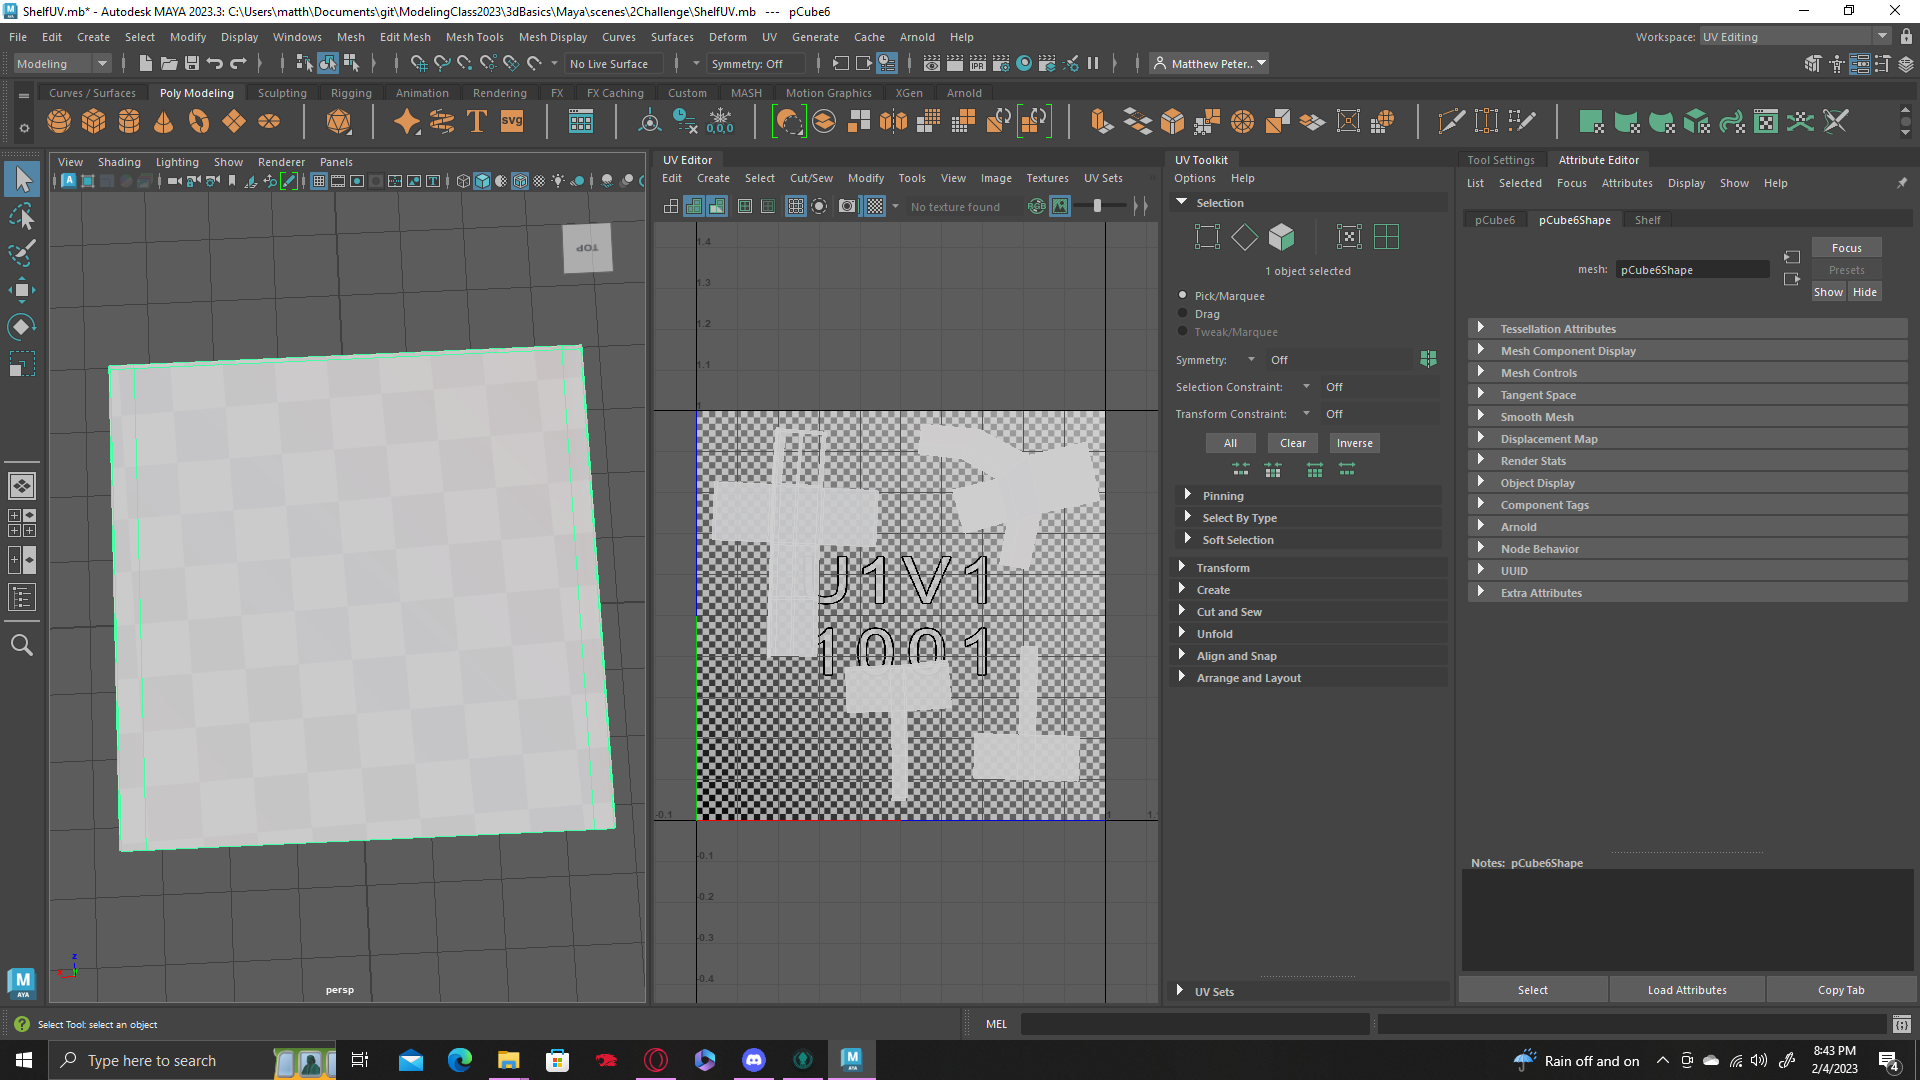 ShelfUV.mb* - Autodesk MAYA 2023.3: C:\Users\matth\Documents\git\ModelingClass2023\3dBasics\Maya\scenes\2Challenge\ShelfUV.mb --- pCube6
File Edit Create Select Modify Display Windows Mesh Edit Mesh Mesh Tools Mesh Display Curves Surfaces Deform UV Generate Cache Arnold Help
Workspace: UV Editing
Modeling
No Live Surface
Symmetry: Off
Matthew Peter..
Curves / Surfaces Poly Modeling Sculpting Rigging Animation Rendering FX FX Caching Custom MASH Motion Graphics XGen Arnold
T svg 0,0,0
View Shading Lighting Show Renderer Panels
TOP
persp
z
UV Editor
Edit Create Select Cut/Sew Modify Tools View Image Textures UV Sets
No texture found
RGB
1.4
1.3
1.2
1.1
U1V1
1001
-0.1 1 1.1
-0.1
-0.2
-0.3
-0.4
UV Toolkit
Options Help
Selection
1 object selected
Pick/Marquee
Drag
Tweak/Marquee
Symmetry: Off
Selection Constraint: Off
Transform Constraint: Off
All Clear Inverse
Pinning
Select By Type
Soft Selection
Transform
Create
Cut and Sew
Unfold
Align and Snap
Arrange and Layout
UV Sets
Tool Settings Attribute Editor
List Selected Focus Attributes Display Show Help
pCube6 pCube6Shape Shelf
mesh: pCube6Shape
Focus
Presets
Show Hide
Tessellation Attributes
Mesh Component Display
Mesh Controls
Tangent Space
Smooth Mesh
Displacement Map
Render Stats
Object Display
Component Tags
Arnold
Node Behavior
UUID
Extra Attributes
Notes: pCube6Shape
Select Load Attributes Copy Tab
M
AYA
Select Tool: select an object
MEL
Type here to search
Rain off and on
8:43 PM
2/4/2023
4